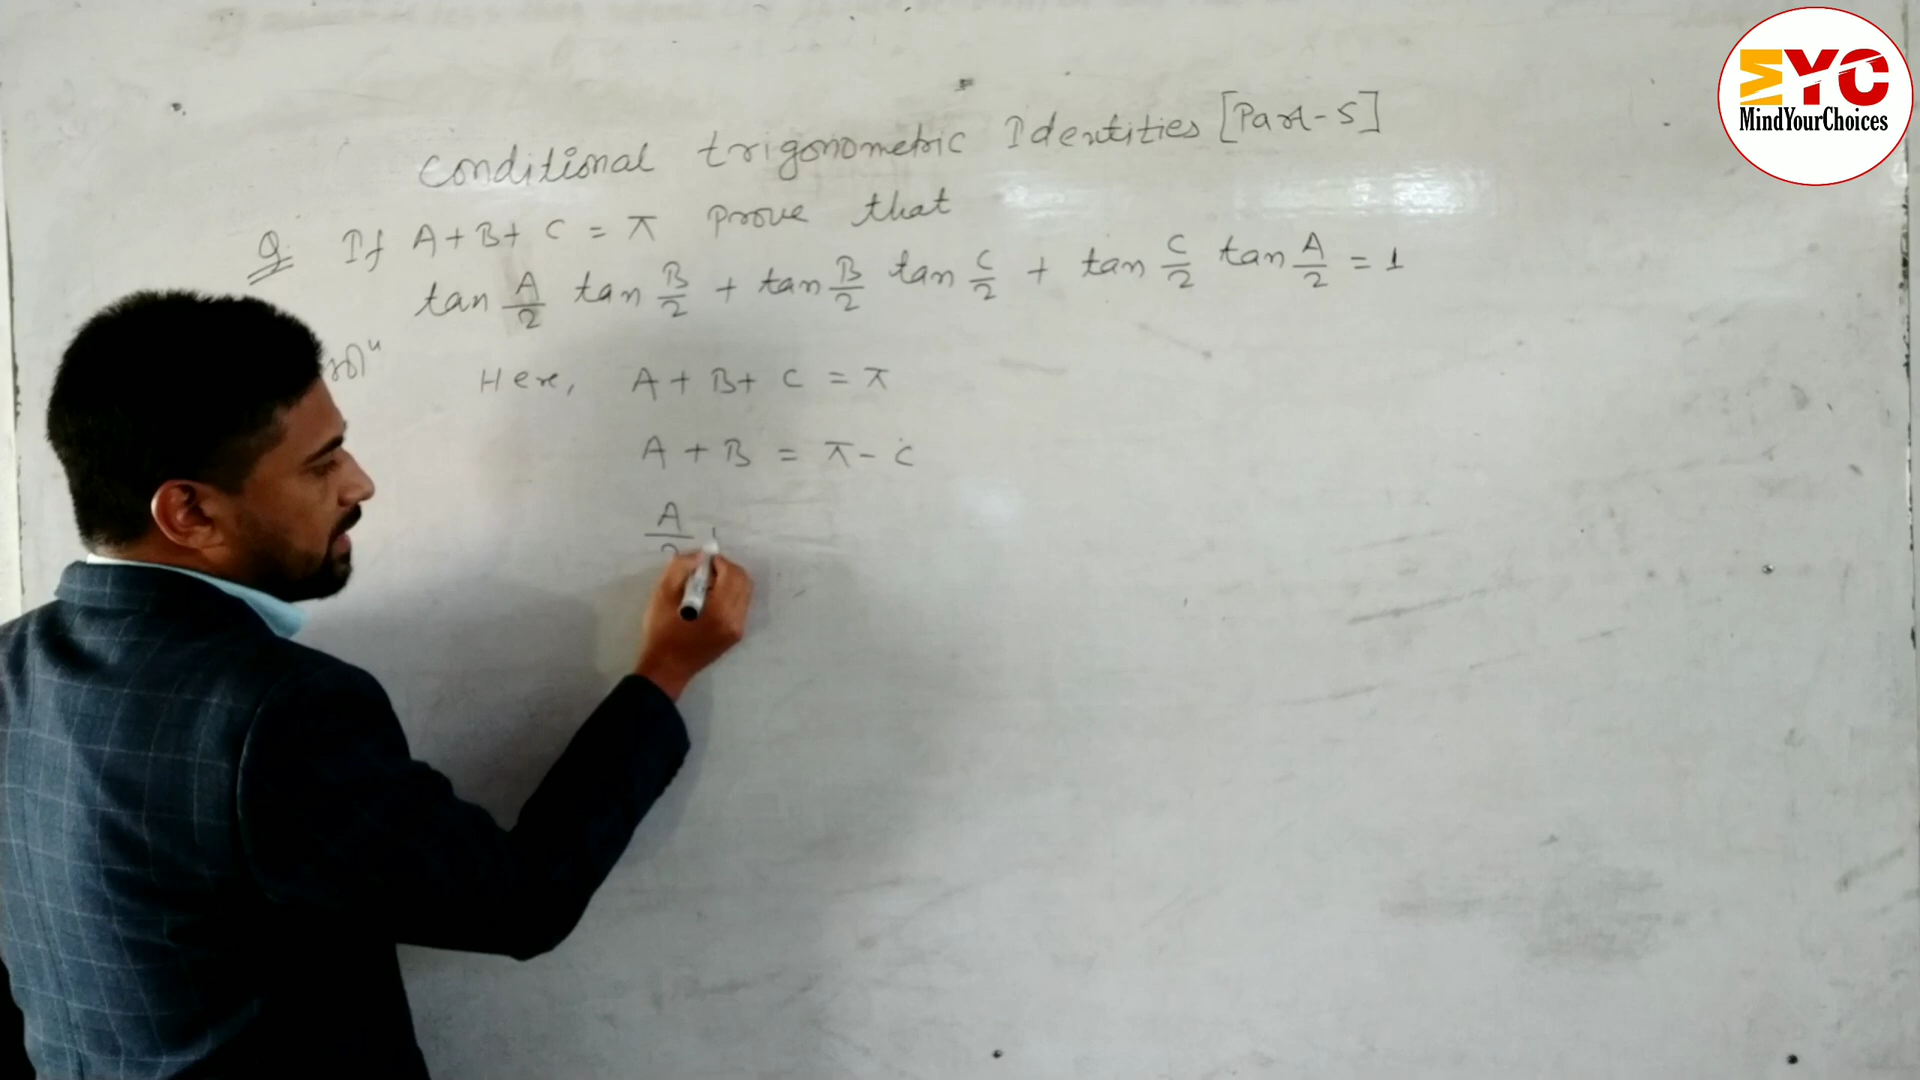 MYC
MindYourChoices
Conditional trigonometric Identities [Part-5]
Q. If A + B + C = π prove that
tan A/2 tan B/2 + tan B/2 tan C/2 + tan C/2 tan A/2 = 1
Sol^n
Here, A + B + C = π
A + B = π - C
A/2 +